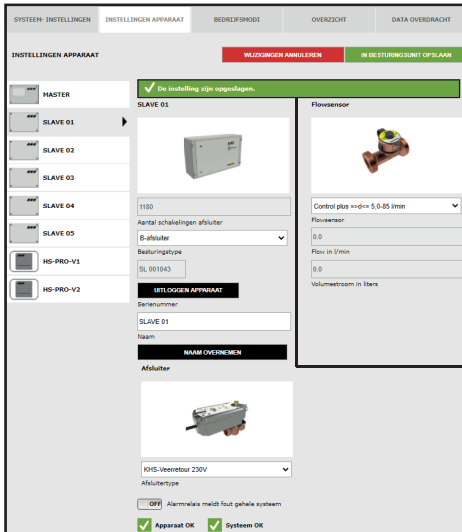 SYSTEEM- INSTELLINGEN
INSTELLINGEN APPARAAT
BEDRIJFSMODI
OVERZICHT
DATA OVERDRACHT
INSTELLINGEN APPARAAT
WIJZIGINGEN ANNULEREN
IN BESTURINGSUNIT OPSLAAN
MASTER
SLAVE 01
SLAVE 02
SLAVE 03
SLAVE 04
SLAVE 05
HS-PRO-V1
HS-PRO-V2
De instelling zijn opgeslagen.
SLAVE 01
1180
Aantal schakelingen afsluiter
B-afsluiter
Besturingstype
SL 001043
UITLOGGEN APPARAAT
Serienummer
SLAVE 01
Naam
NAAM OVERNEMEN
Afsluiter
KHS-Veerretour 230V
Afsluitertype
OFF Alarmrelais meldt fout gehele systeem
Apparaat OK
Systeem OK
Flowsensor
Control plus =>d<= 5,0-85 l/min
Flowsensor
0,0
Flow in l/min
0,0
Volumestroom in liters